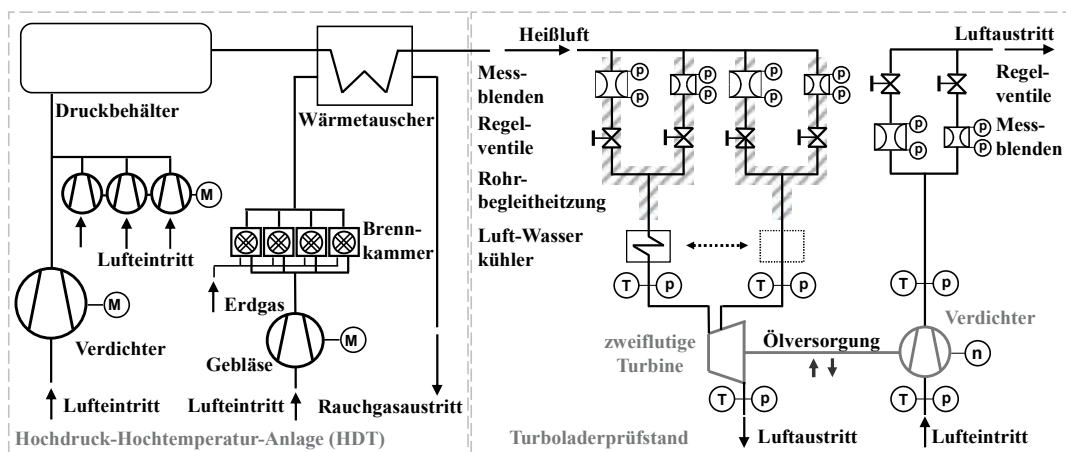 Druckbehälter
Wärmetauscher
M
Lufteintritt
Brenn-
kammer
Erdgas
M
Verdichter
Gebläse
M
Lufteintritt
Lufteintritt
Rauchgasaustritt
Hochdruck-Hochtemperatur-Anlage (HDT)
Heißluft
Mess-
blenden
Regel-
ventile
Rohr-
begleitheitzung
Luft-Wasser
kühler
p
p
p
p
p
p
p
p
T
p
T
p
zweiflutige
Turbine
Ölversorgung
T
p
Luftaustritt
Turboladerprüfstand
Luftaustritt
Regel-
ventile
Mess-
blenden
p
p
p
p
T
p
Verdichter
n
T
p
Lufteintritt